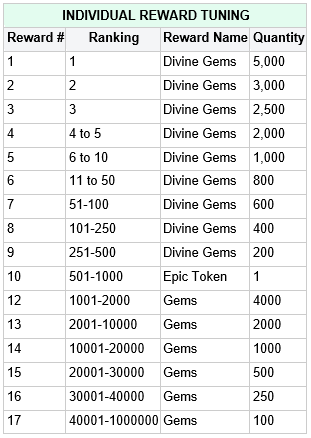 INDIVIDUAL REWARD TUNING
Reward # Ranking Reward Name Quantity
1 1 Divine Gems 5,000
2 2 Divine Gems 3,000
3 3 Divine Gems 2,500
4 4 to 5 Divine Gems 2,000
5 6 to 10 Divine Gems 1,000
6 11 to 50 Divine Gems 800
7 51-100 Divine Gems 600
8 101-250 Divine Gems 400
9 251-500 Divine Gems 200
10 501-1000 Epic Token 1
12 1001-2000 Gems 4000
13 2001-10000 Gems 2000
14 10001-20000 Gems 1000
15 20001-30000 Gems 500
16 30001-40000 Gems 250
17 40001-1000000 Gems 100